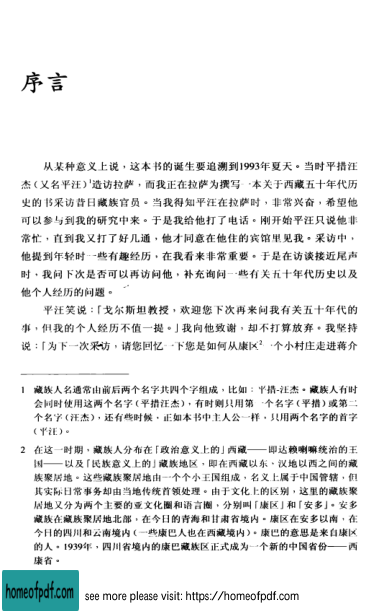 序言
从某种意义上说，这本书的诞生要追溯到1993年夏天。当时平措汪
杰（又名平汪）¹造访拉萨，而我正在拉萨为撰写一本关于西藏五十年代历
史的书采访昔日藏族官员。当我得知平汪在拉萨时，非常兴奋，希望他
可以参与到我的研究中来。于是我给他打了电话。刚开始平汪只说他非
常忙，直到我又打了好几通，他才同意在他住的宾馆里见我。采访中，
他提到年轻时一些有趣经历，在我看来非常重要。于是在访谈接近尾声
时，我问下次是否可以再访问他，补充询问一些有关五十年代历史以及
他个人经历的问题。
平汪笑说：「戈尔斯坦教授，欢迎您下次再来问我有关五十年代的
事，但我的个人经历不值一提。」我向他致谢，却不打算放弃。我坚持
说：「为下一次采访，请您回忆一下您是如何从康区²一个小村庄走进蒋介
1 藏族人名通常由前后两个名字共四个字组成，比如：平措-汪杰。藏族人有时
会同时使用这两个名字（平措汪杰），有时则只用第一个名字（平措）或第二
个名字（汪杰），还有些时候，正如本书中主人公一样，只用两个名字的首字
（平汪）。
2 在这一时期，藏族人分布在「政治意义上的」西藏——即达赖喇嘛统治的王
国——以及「民族意义上的」藏族地区，即在西藏以东、汉地以西之间的藏
族聚居地。这些藏族聚居地由一个个小王国组成，名义上属于中国管辖，但
其实际日常事务却由当地传统首领处理。由于文化上的区别，这里的藏族聚
居地又分为两个主要的亚文化圈和语言圈，分别叫「康区」和「安多」。安多
藏族在藏族聚居地北部，在今日的青海和甘肃省境内。康区在安多以南，在
今日的四川和云南境内（一些康巴人也在西藏境内）。康巴的意思是来自康区
的人。1939年，四川省境内的康巴藏族区正式成为一个新的中国省份——西
康省。
homeofpdf.com
see more please visit: https://homeofpdf.com